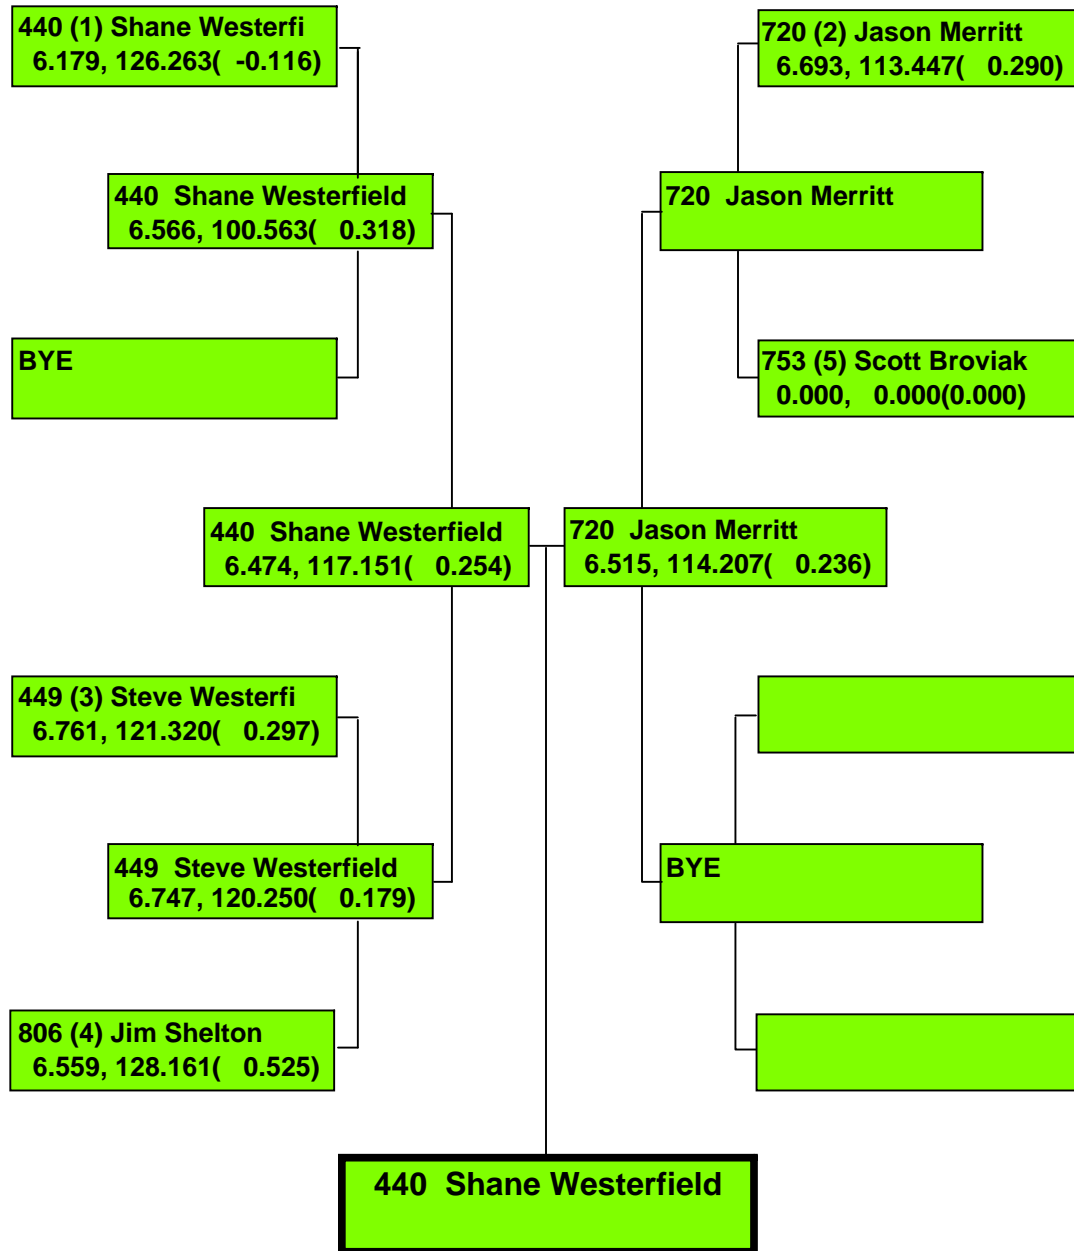 440 (1) Shane Westerfi
6.179, 126.263(  -0.116)
720 (2) Jason Merritt
6.693, 113.447(   0.290)
440  Shane Westerfield
6.566, 100.563(   0.318)
720  Jason Merritt
BYE
753 (5) Scott Broviak
0.000,   0.000(0.000)
440  Shane Westerfield
6.474, 117.151(   0.254)
720  Jason Merritt
6.515, 114.207(   0.236)
449 (3) Steve Westerfi
6.761, 121.320(   0.297)
449  Steve Westerfield
6.747, 120.250(   0.179)
BYE
806 (4) Jim Shelton
6.559, 128.161(   0.525)
440  Shane Westerfield